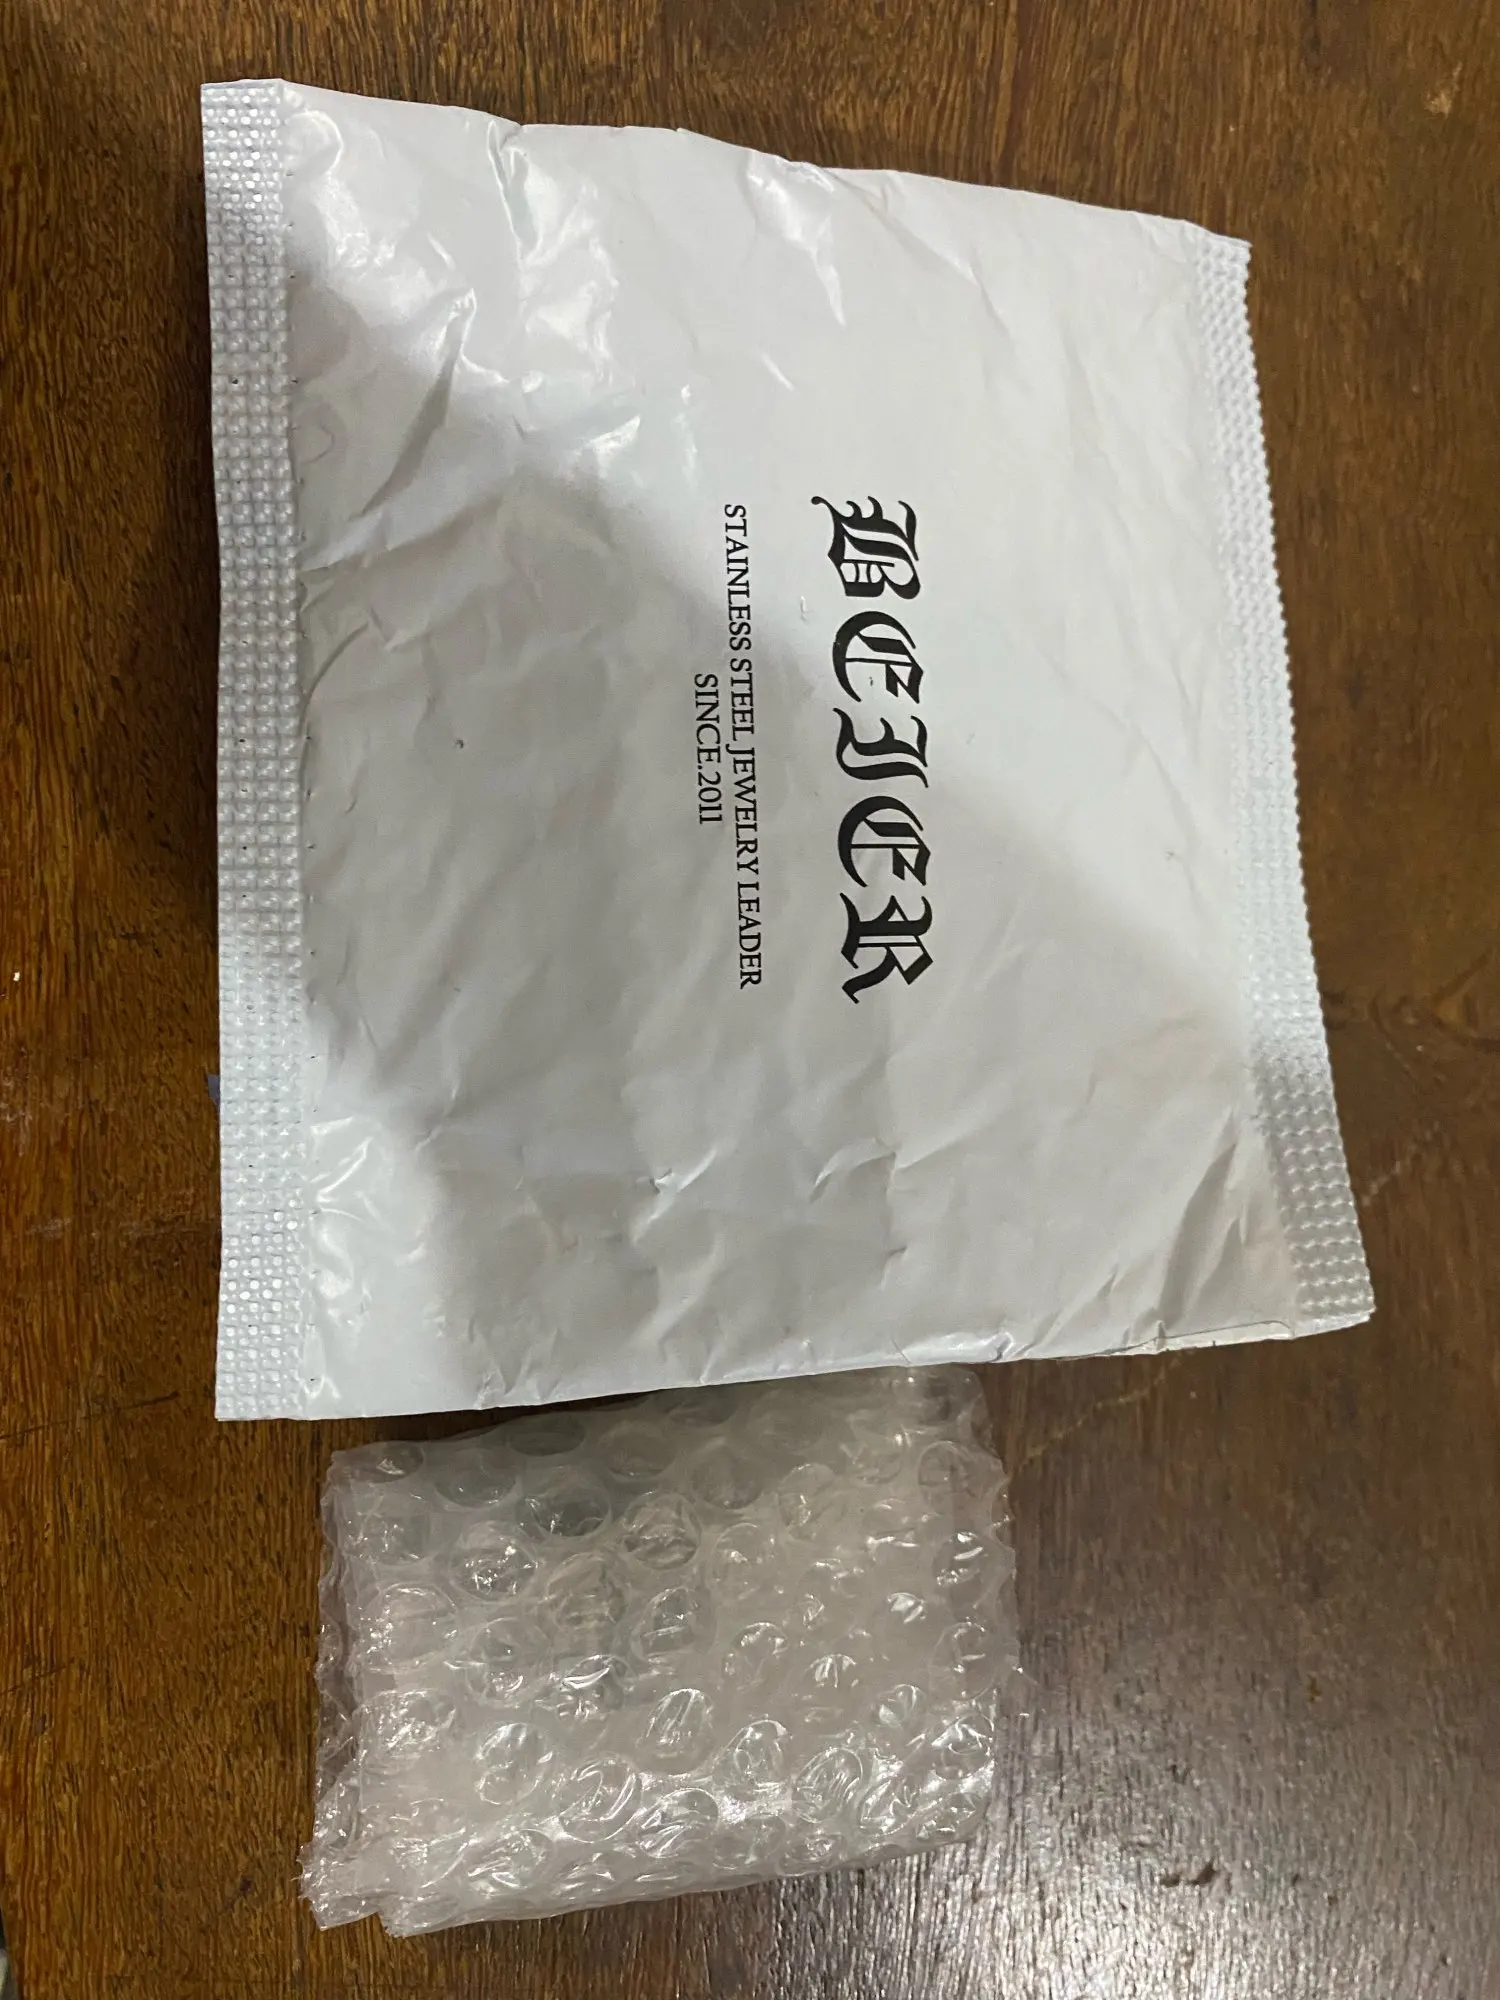 BEIER
STAINLESS STEEL JEWELRY LEADER
SINCE.2011